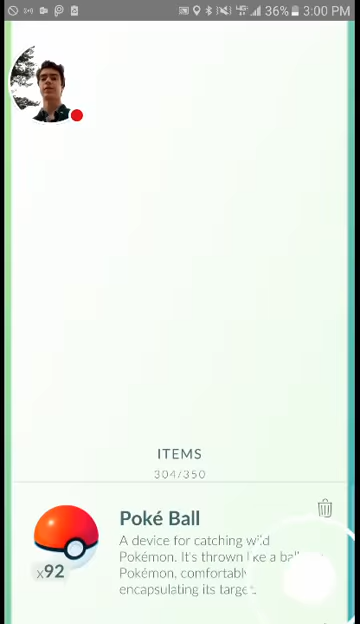 36% 3:00 PM
ITEMS
304/350
Poké Ball
A device for catching wild
Pokémon. It's thrown like a ball
Pokémon, comfortably
encapsulating its target.
x92